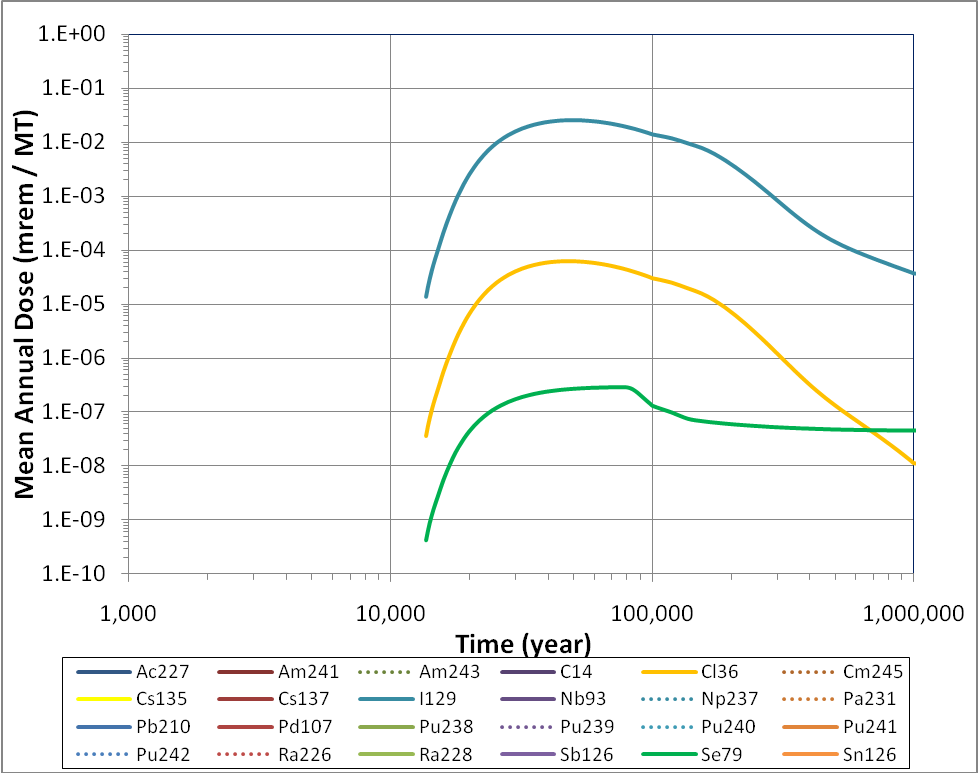 1.E+00
1.E-01
1.E-02
1.E-03
1.E-04
1.E-05
1.E-06
1.E-07
1.E-08
1.E-09
1.E-10
Mean Annual Dose (mrem / MT)
1,000 10,000 100,000 1,000,000
Time (year)
Ac227 Am241 Am243 C14 Cl36 Cm245
Cs135 Cs137 I129 Nb93 Np237 Pa231
Pb210 Pd107 Pu238 Pu239 Pu240 Pu241
Pu242 Ra226 Ra228 Sb126 Se79 Sn126